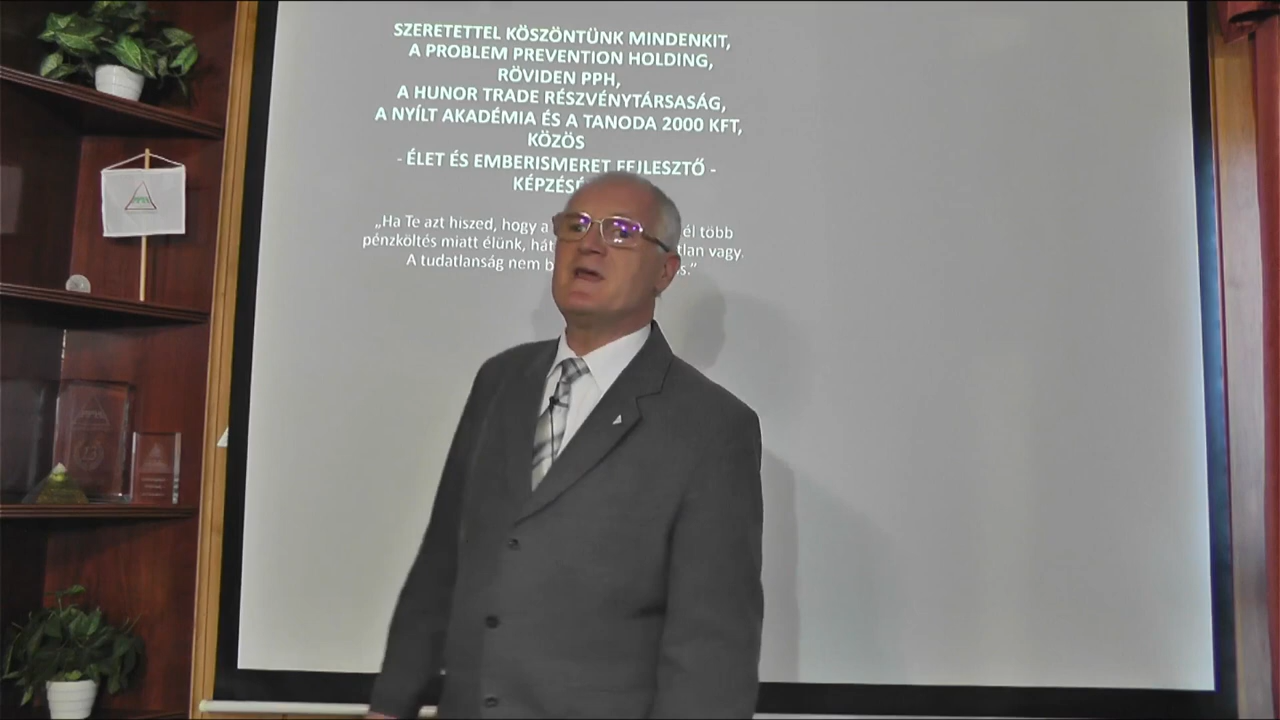 SZERETETTEL KÖSZÖNTÜNK MINDENKIT,
A PROBLEM PREVENTION HOLDING,
RÖVIDEN PPH,
A HUNOR TRADE RÉSZVÉNYTÁRSASÁG,
A NYÍLT AKADÉMIA ÉS A TANODA 2000 KFT,
KÖZÖS
- ÉLET ÉS EMBERISMERET FEJLESZTŐ -
„Ha Te azt hiszed, hogy a él több
pénzköltés miatt élünk, vagy.
A tudatlanság nem